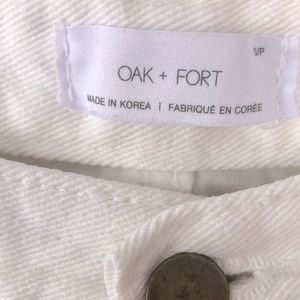 OAK + FORT
MADE IN KOREA | FABRIQUÉ EN CORÉE